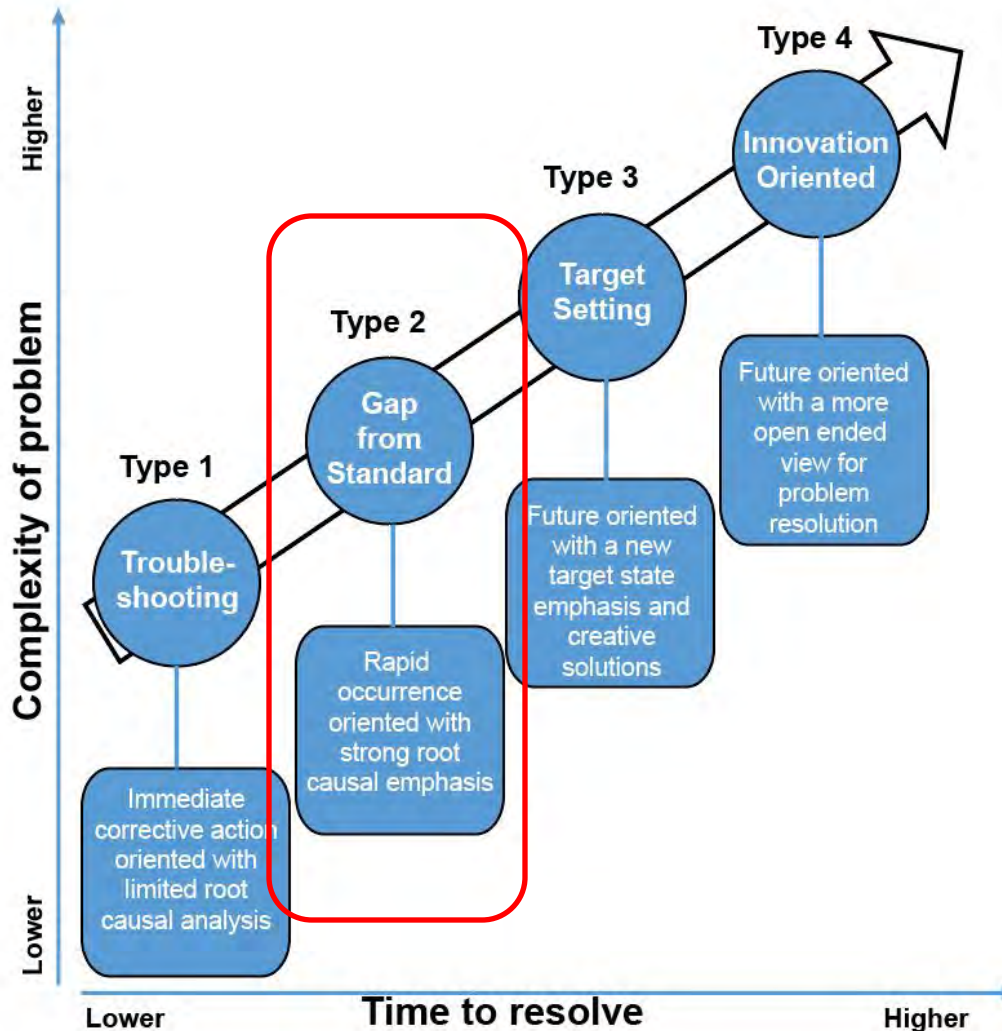 Type 4
Higher
Innovation
Oriented
Type 3
Target
Setting
Type 2
Gap
from
Standard
Type 1
Trouble-
shooting
Complexity of problem
Future oriented
with a more
open ended
view for
problem
resolution
Future oriented
with a new
target state
emphasis and
creative
solutions
Rapid
occurrence
oriented with
strong root
causal emphasis
Immediate
corrective action
oriented with
limited root
causal analysis
Lower
Lower
Time to resolve
Higher